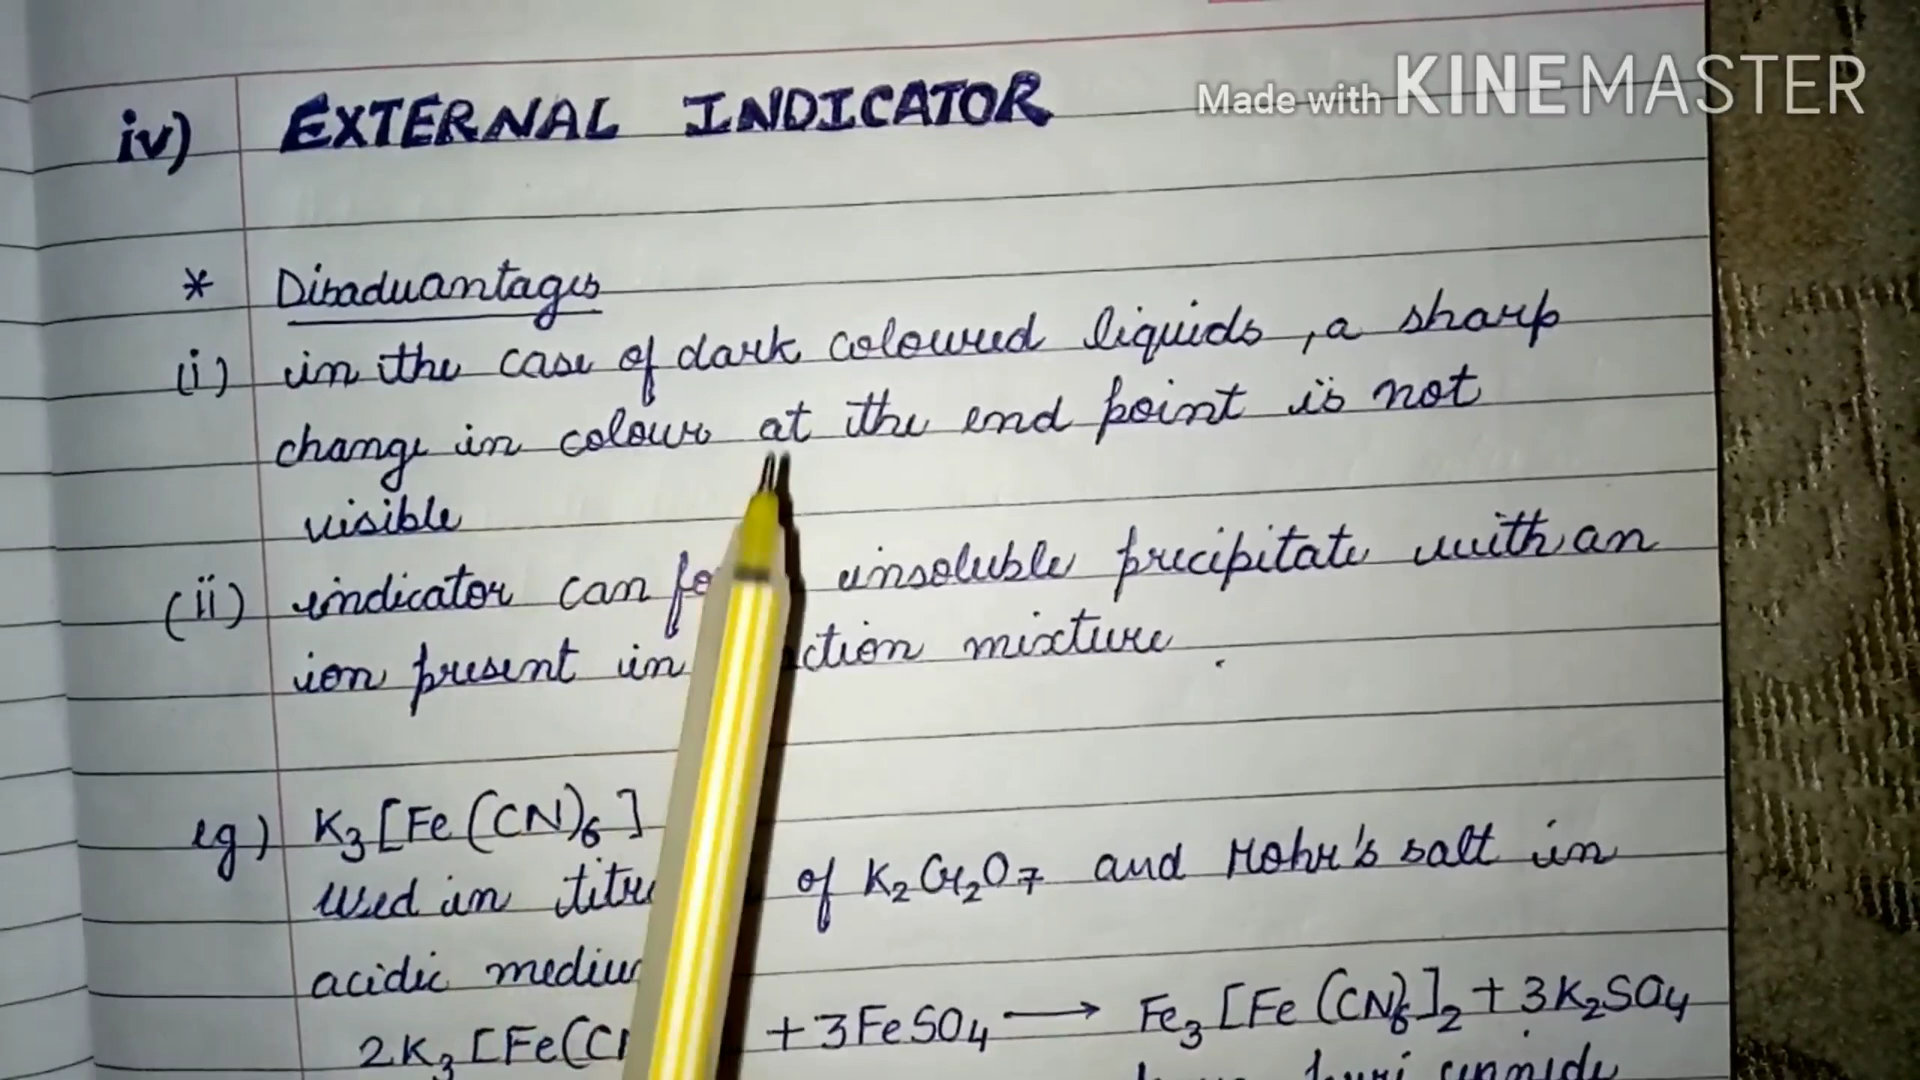 Made with KINEMASTER
iv) EXTERNAL INDICATOR
* Disadvantages
(i) in the case of dark coloured liquids, a sharp
change in colour at the end point is not
visible
(ii) indicator can insoluble precipitate with an
ion present in mixture
eg) K₃[Fe(CN)₆]
used in of K₂Cr₂O₇ and Mohr's salt in
acidic
2K₃[Fe(C +3FeSO₄ → Fe₃[Fe(CN)₆]₂ + 3K₂SO₄